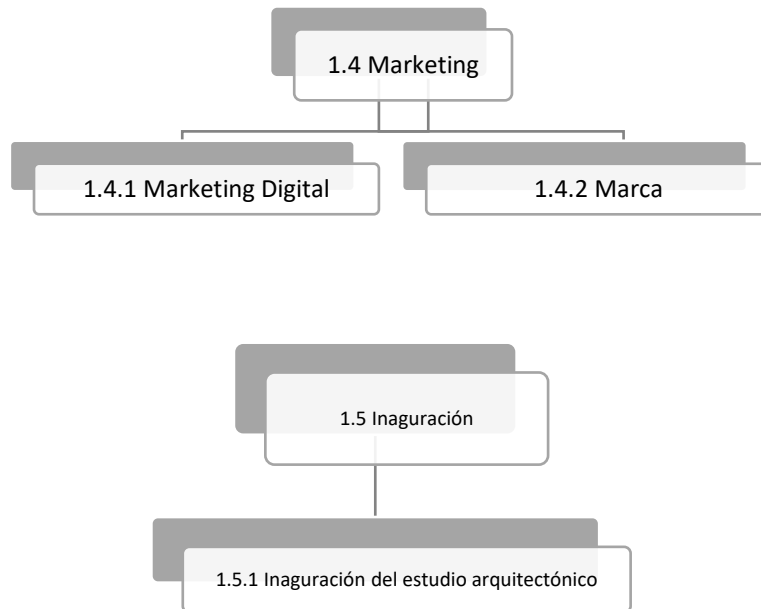 1.4 Marketing
1.4.1 Marketing Digital
1.4.2 Marca
1.5 Inaguración
1.5.1 Inaguración del estudio arquitectónico